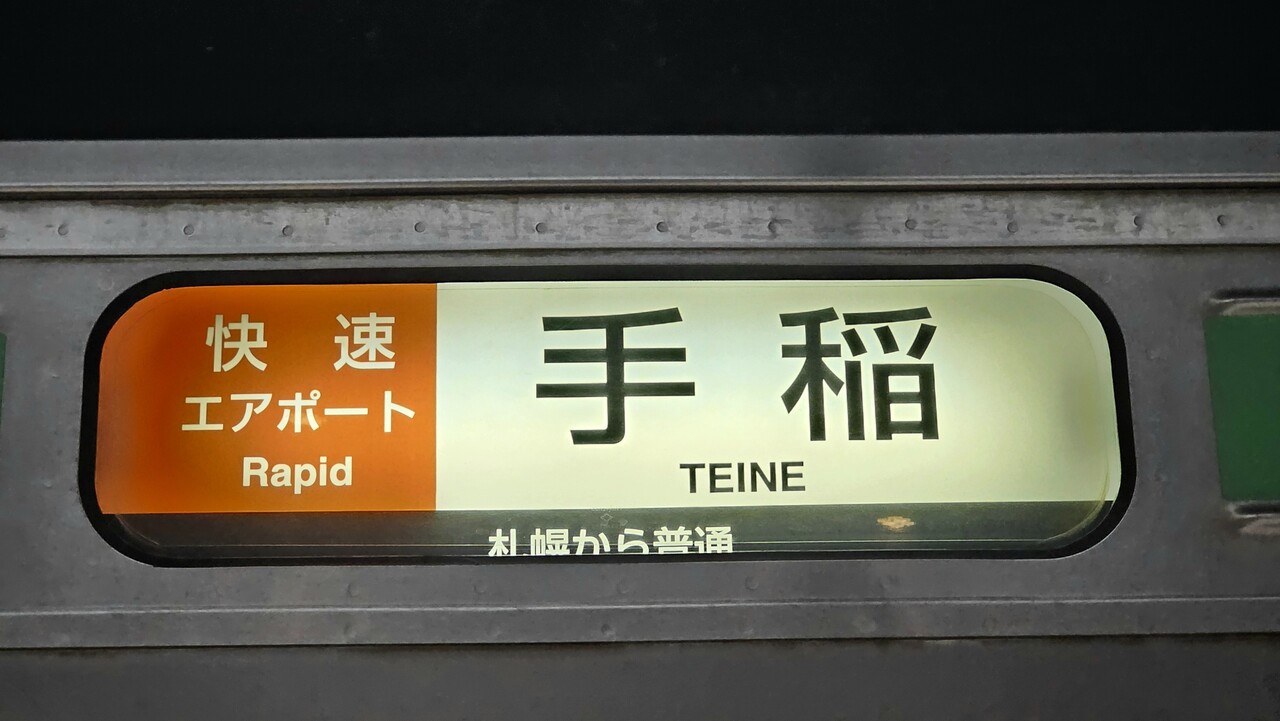 快速
エアポート
Rapid
手稲
TEINE
札幌から普通